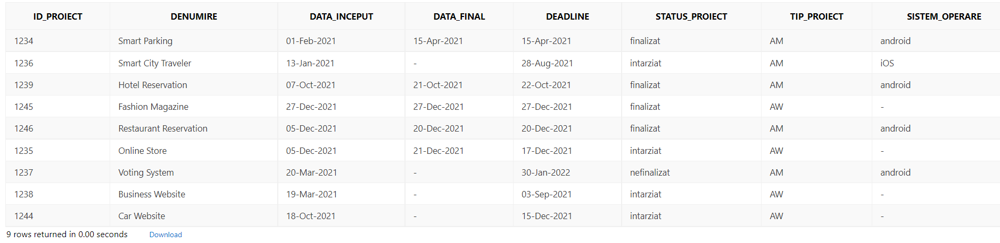 ID_PROIECT DENUMIRE DATA_INCEPUT DATA_FINAL DEADLINE STATUS_PROIECT TIP_PROIECT SISTEM_OPERARE
1234 Smart Parking 01-Feb-2021 15-Apr-2021 15-Apr-2021 finalizat AM android
1236 Smart City Traveler 13-Jan-2021 - 28-Aug-2021 intarziat AM iOS
1239 Hotel Reservation 07-Oct-2021 21-Oct-2021 22-Oct-2021 finalizat AM android
1245 Fashion Magazine 27-Dec-2021 27-Dec-2021 27-Dec-2021 finalizat AW -
1246 Restaurant Reservation 05-Dec-2021 20-Dec-2021 20-Dec-2021 finalizat AM android
1235 Online Store 05-Dec-2021 21-Dec-2021 17-Dec-2021 intarziat AW -
1237 Voting System 20-Mar-2021 - 30-Jan-2022 nefinalizat AM android
1238 Business Website 19-Mar-2021 - 03-Sep-2021 intarziat AW -
1244 Car Website 18-Oct-2021 - 15-Dec-2021 intarziat AW -
9 rows returned in 0.00 seconds Download